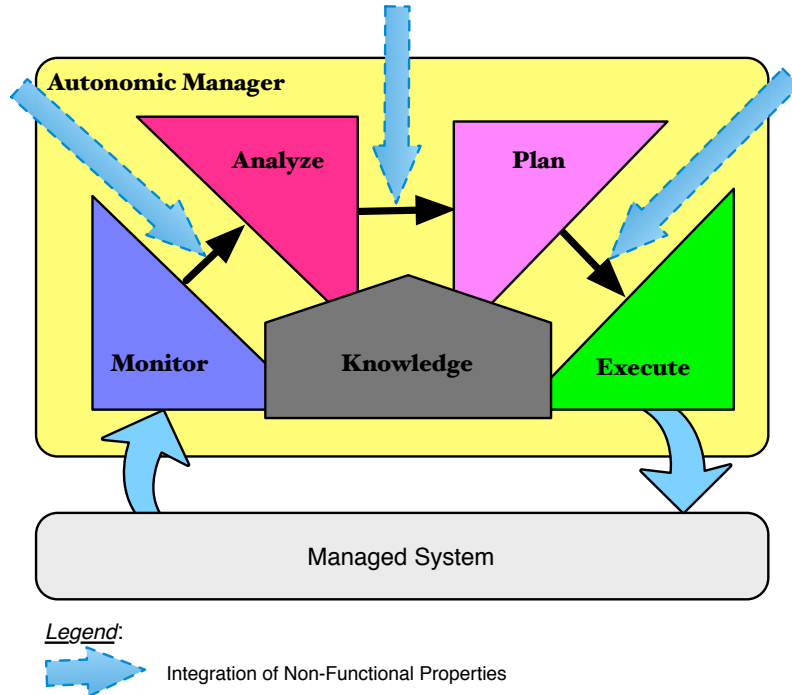 Autonomic Manager
Analyze
Plan
Monitor
Knowledge
Execute
Managed System
Legend:
Integration of Non-Functional Properties